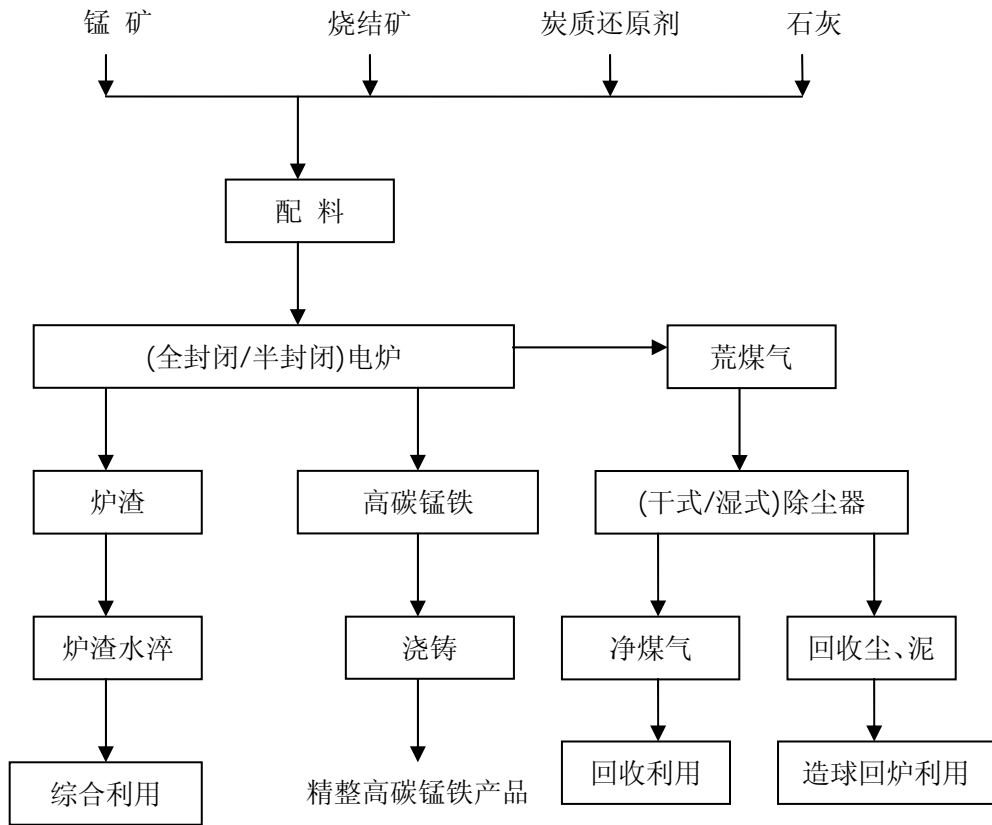 锰 矿
烧结矿
炭质还原剂
石灰
配 料
(全封闭/半封闭)电炉
荒煤气
炉渣
高碳锰铁
(干式/湿式)除尘器
炉渣水淬
浇铸
净煤气
回收尘、泥
综合利用
精整高碳锰铁产品
回收利用
造球回炉利用